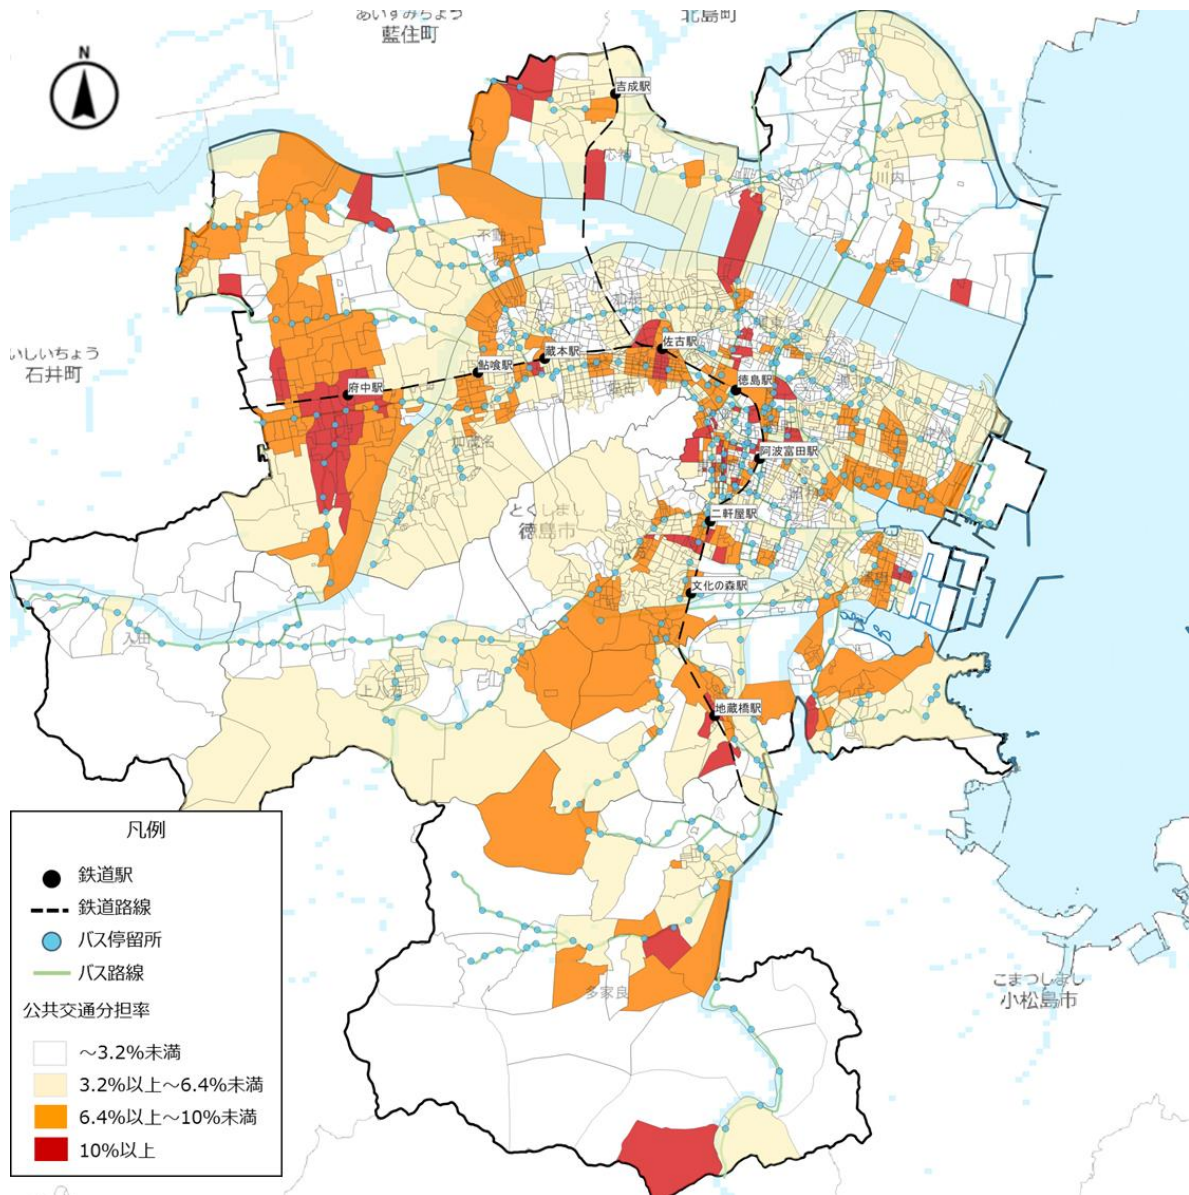 あいずみちょう
藍住町
北島町
N
吉成駅
応神
川内
不動
佐古駅
蔵本駅
鮎喰駅
徳島駅
府中駅
いしいちょう
石井町
加茂名
阿波富田駅
とくしまし
徳島市
二軒屋駅
文化の森駅
入田
上八万
地蔵橋駅
多家良
こまつしまし
小松島市
凡例
鉄道駅
鉄道路線
バス停留所
バス路線
公共交通分担率
～3.2%未満
3.2%以上～6.4%未満
6.4%以上～10%未満
10%以上